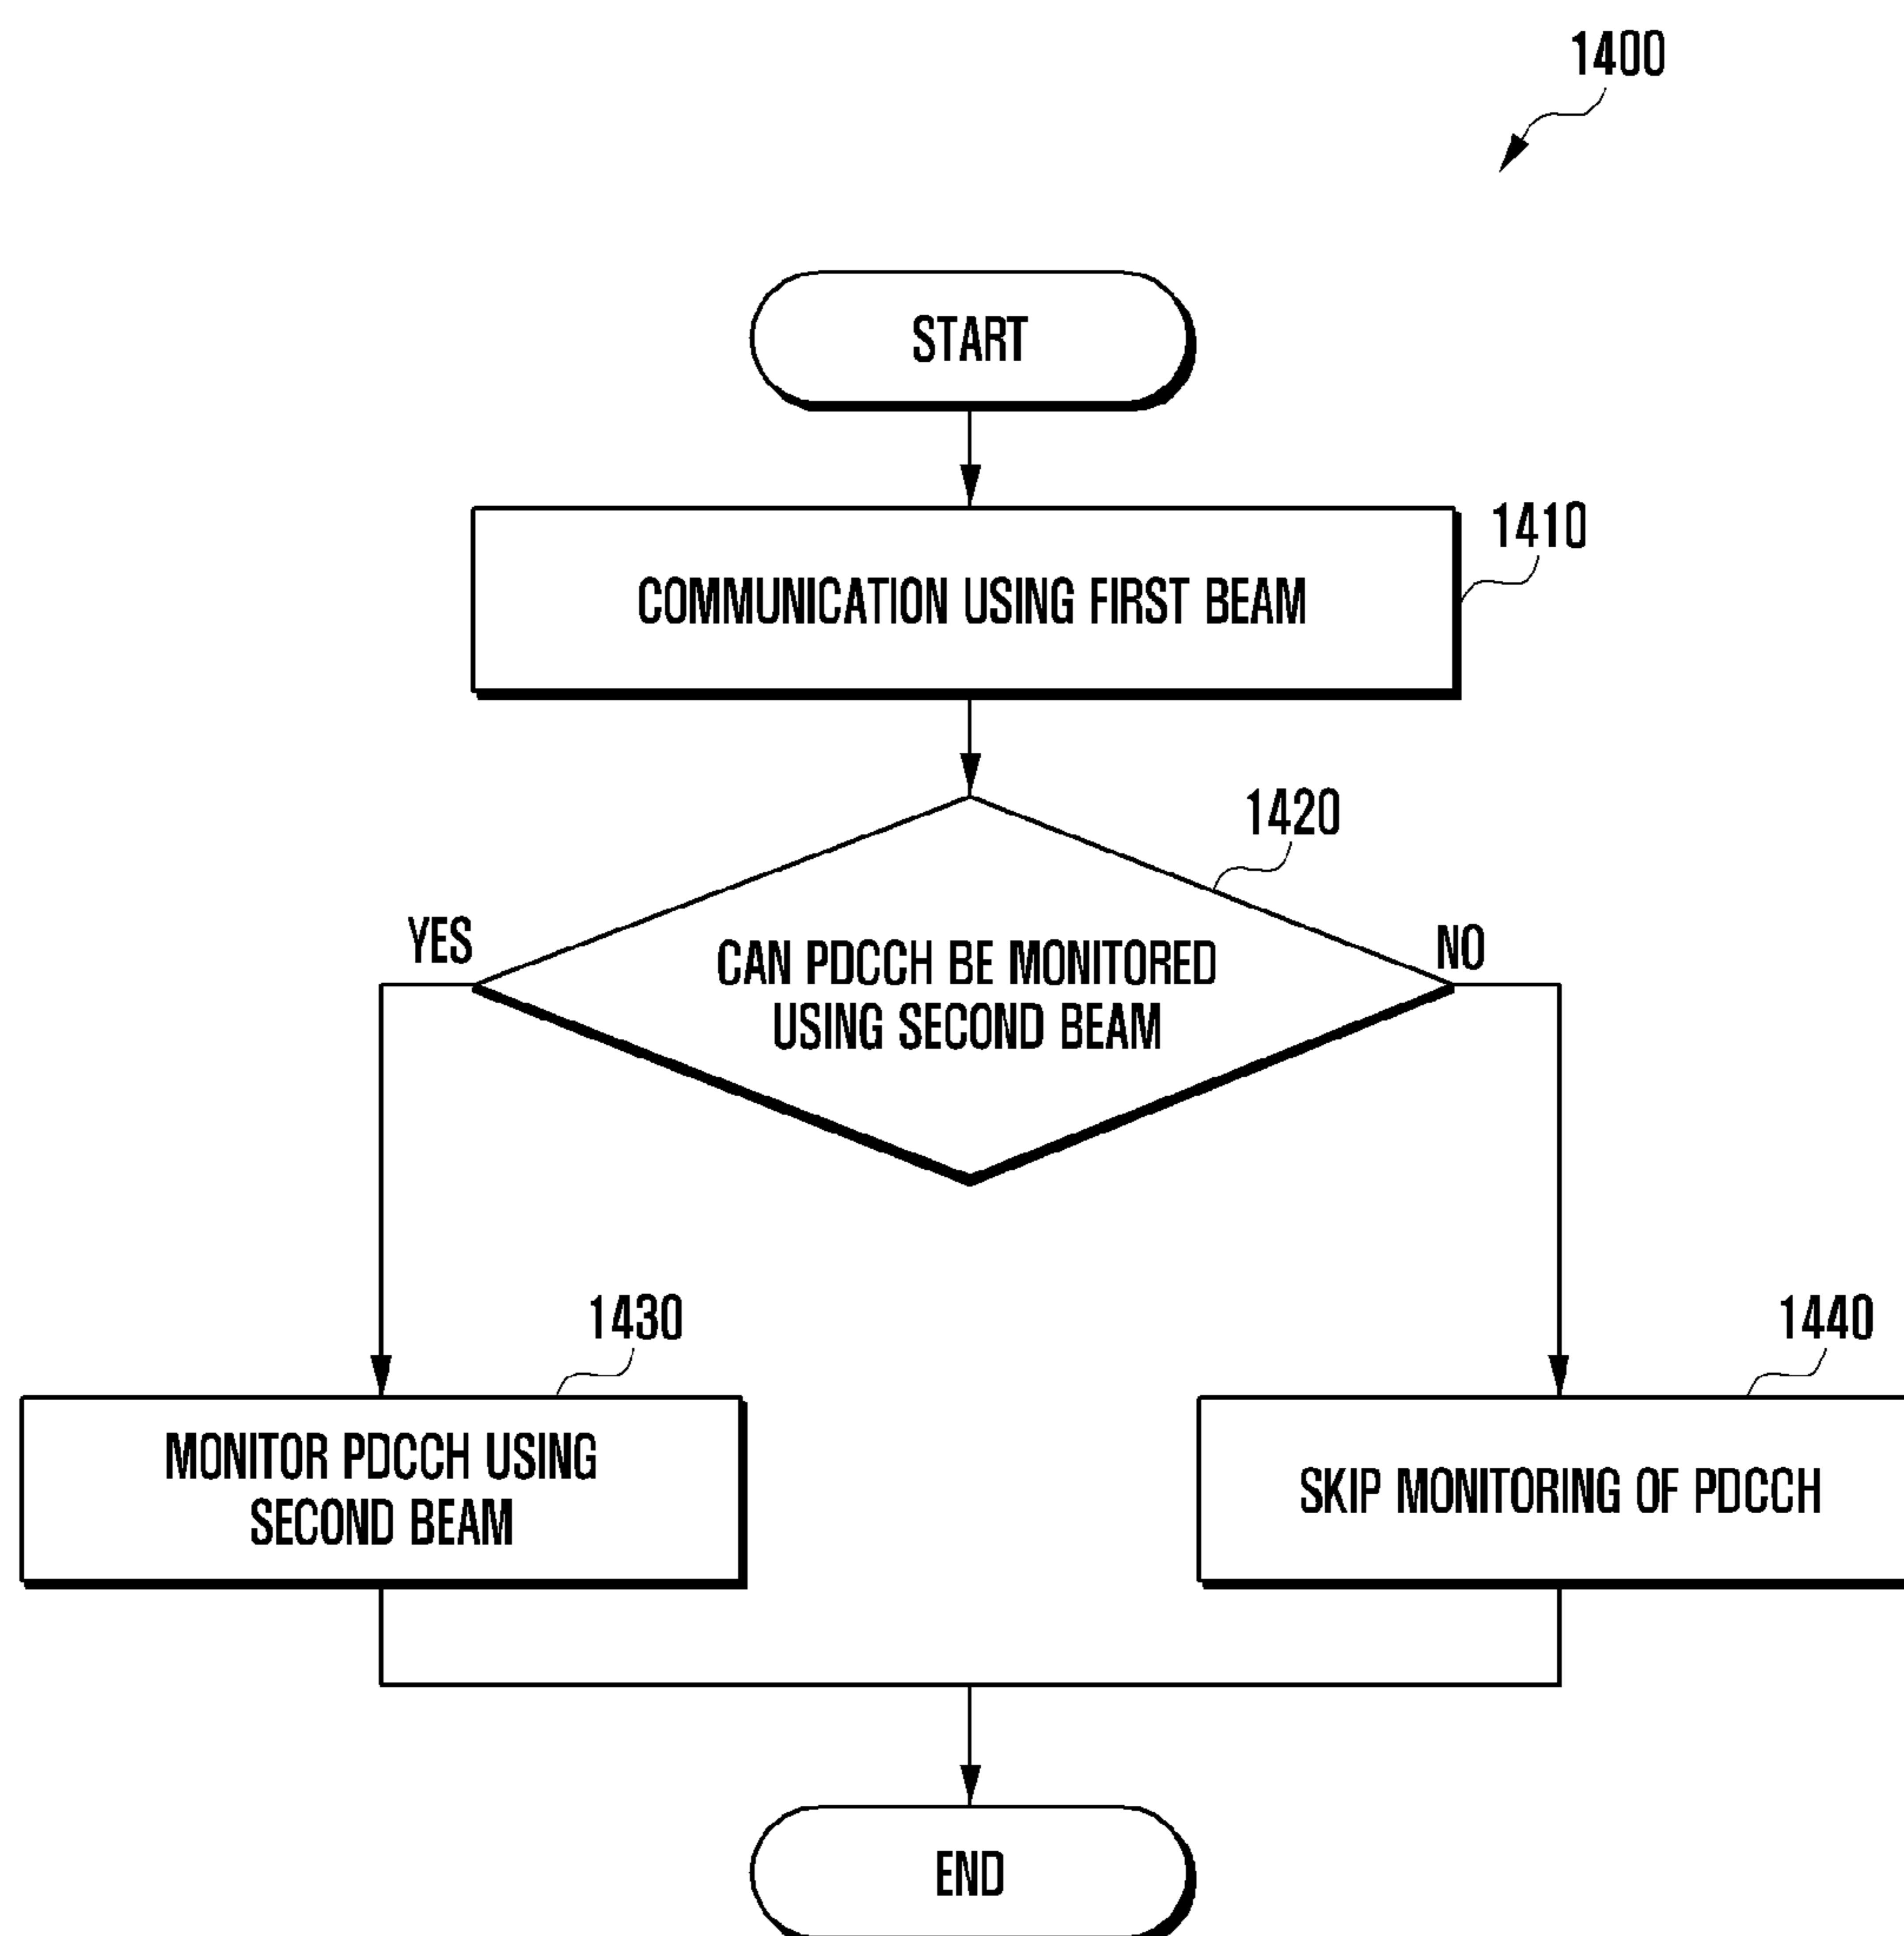 1400
START
1410
COMMUNICATION USING FIRST BEAM
1420
YES
NO
CAN PDCCH BE MONITORED
USING SECOND BEAM
1430
1440
MONITOR PDCCH USING
SECOND BEAM
SKIP MONITORING OF PDCCH
END